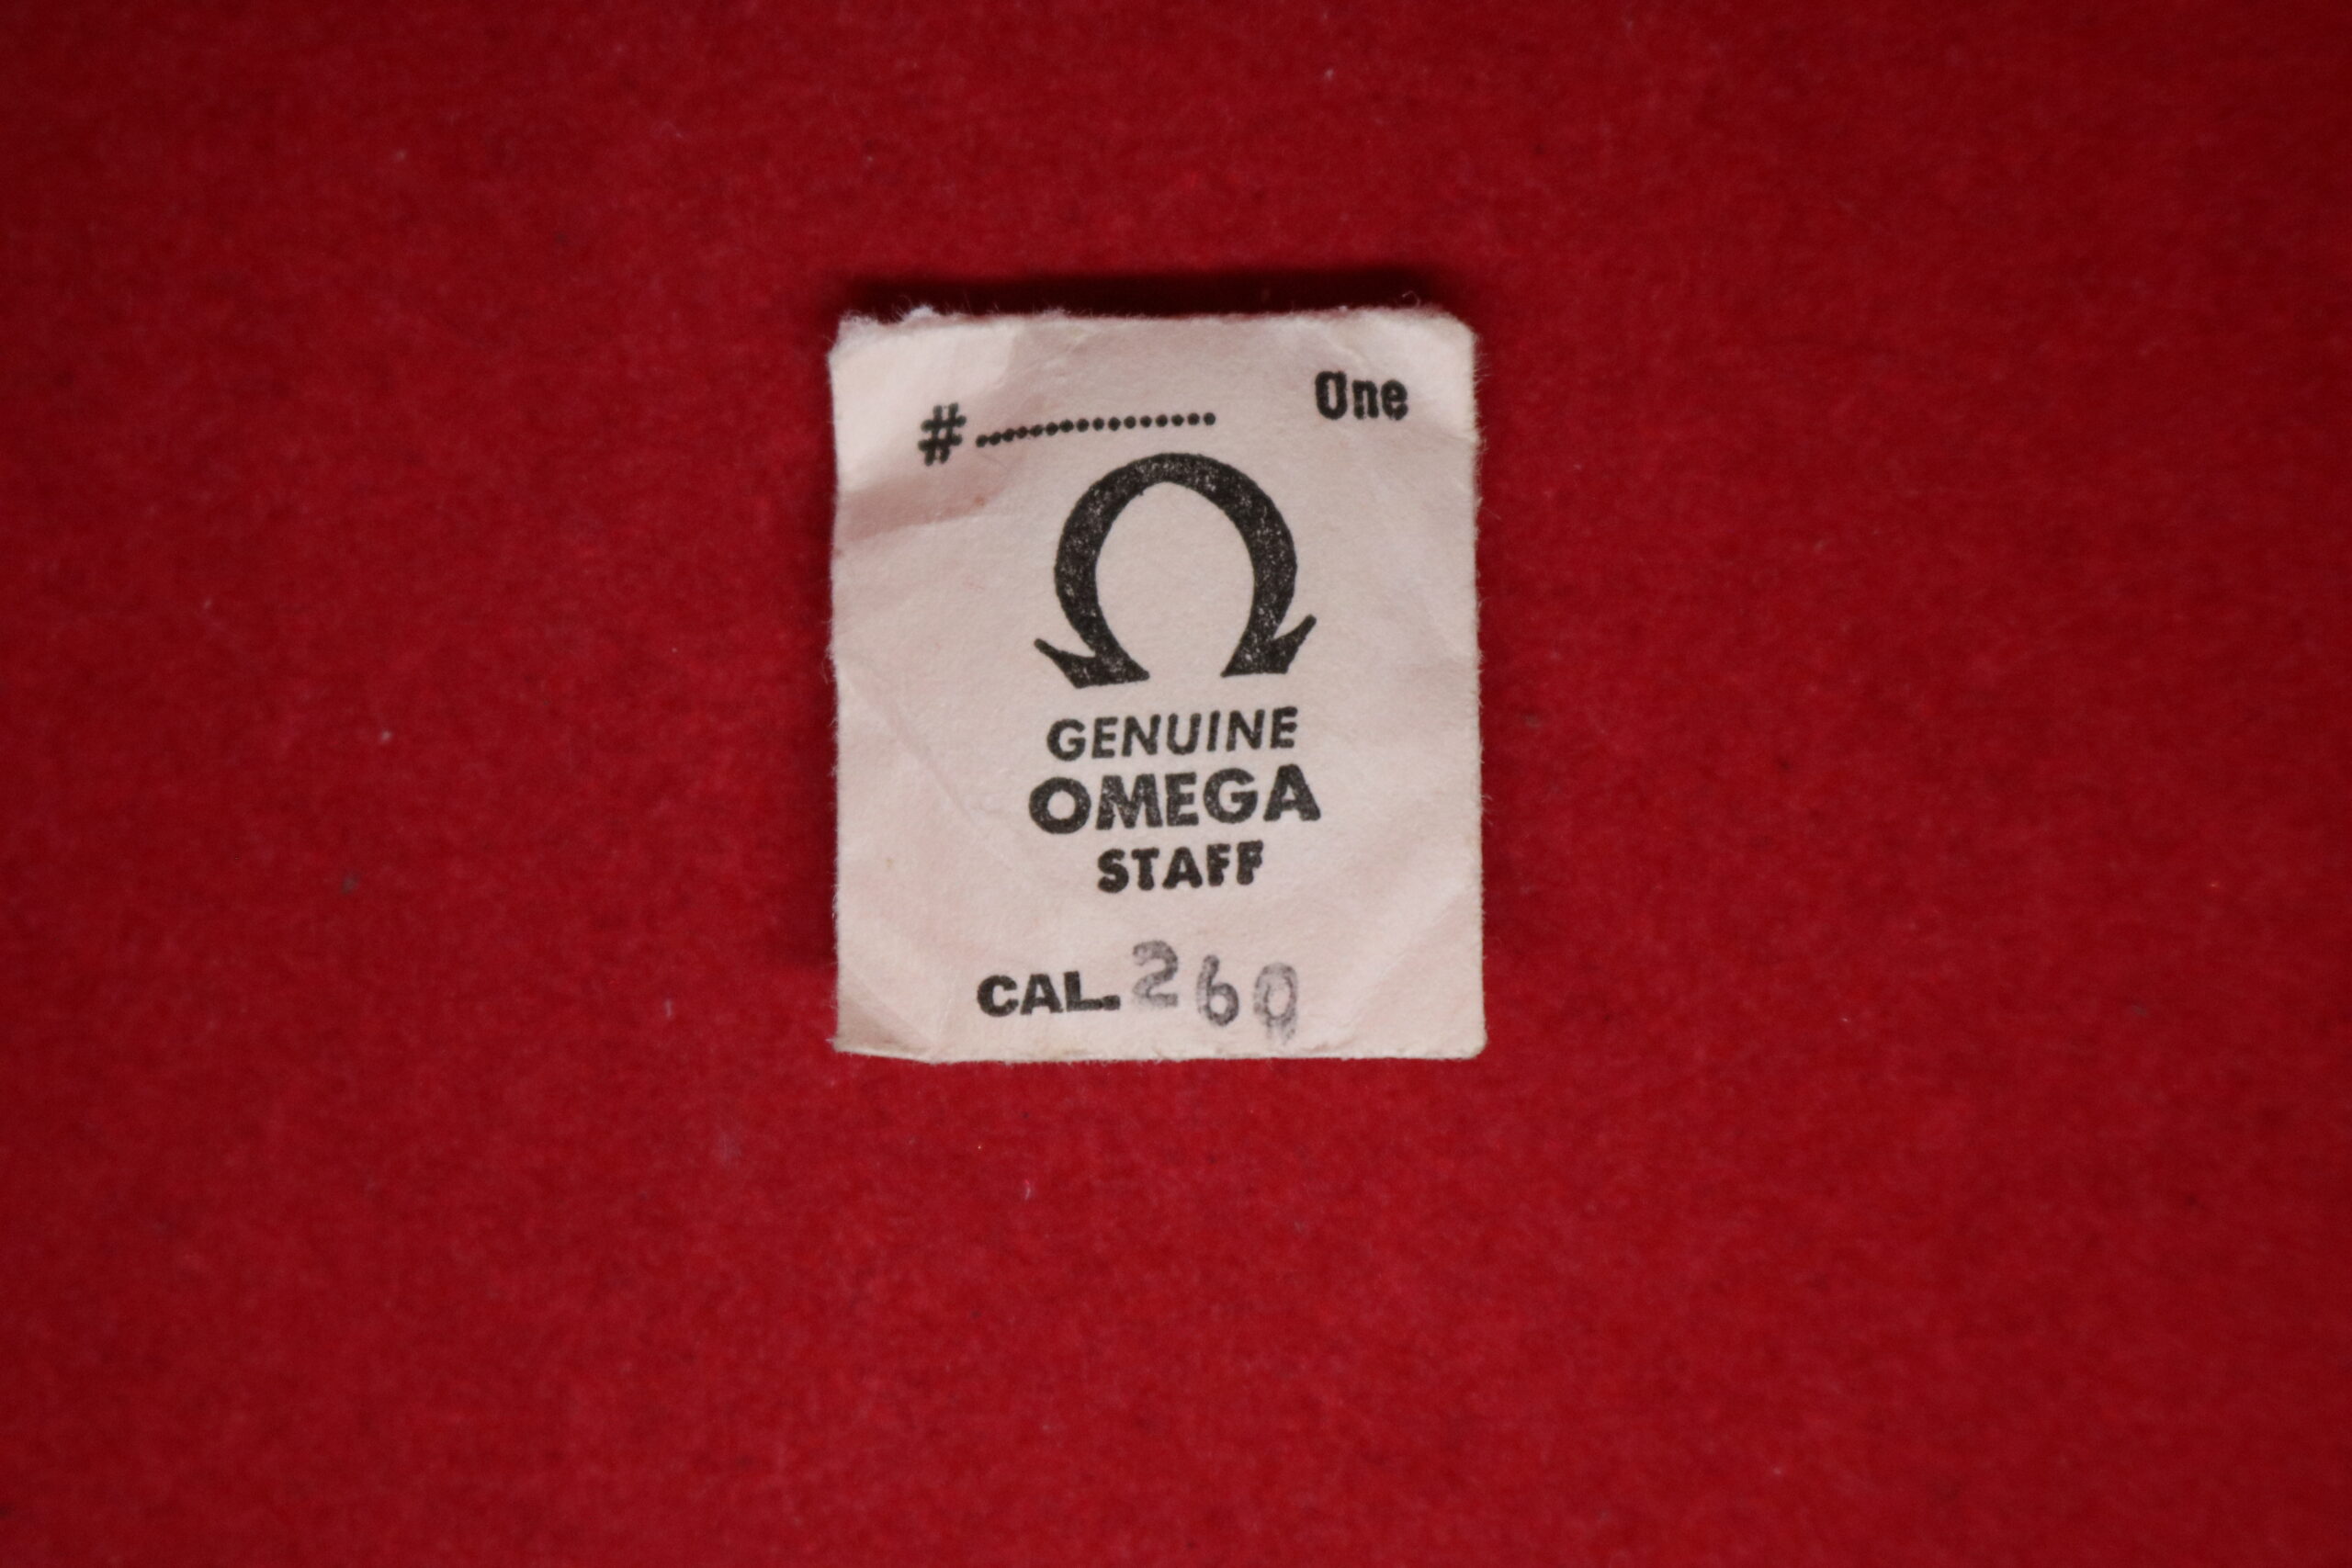 #............... One
GENUINE
OMEGA
STAFF
CAL. 260